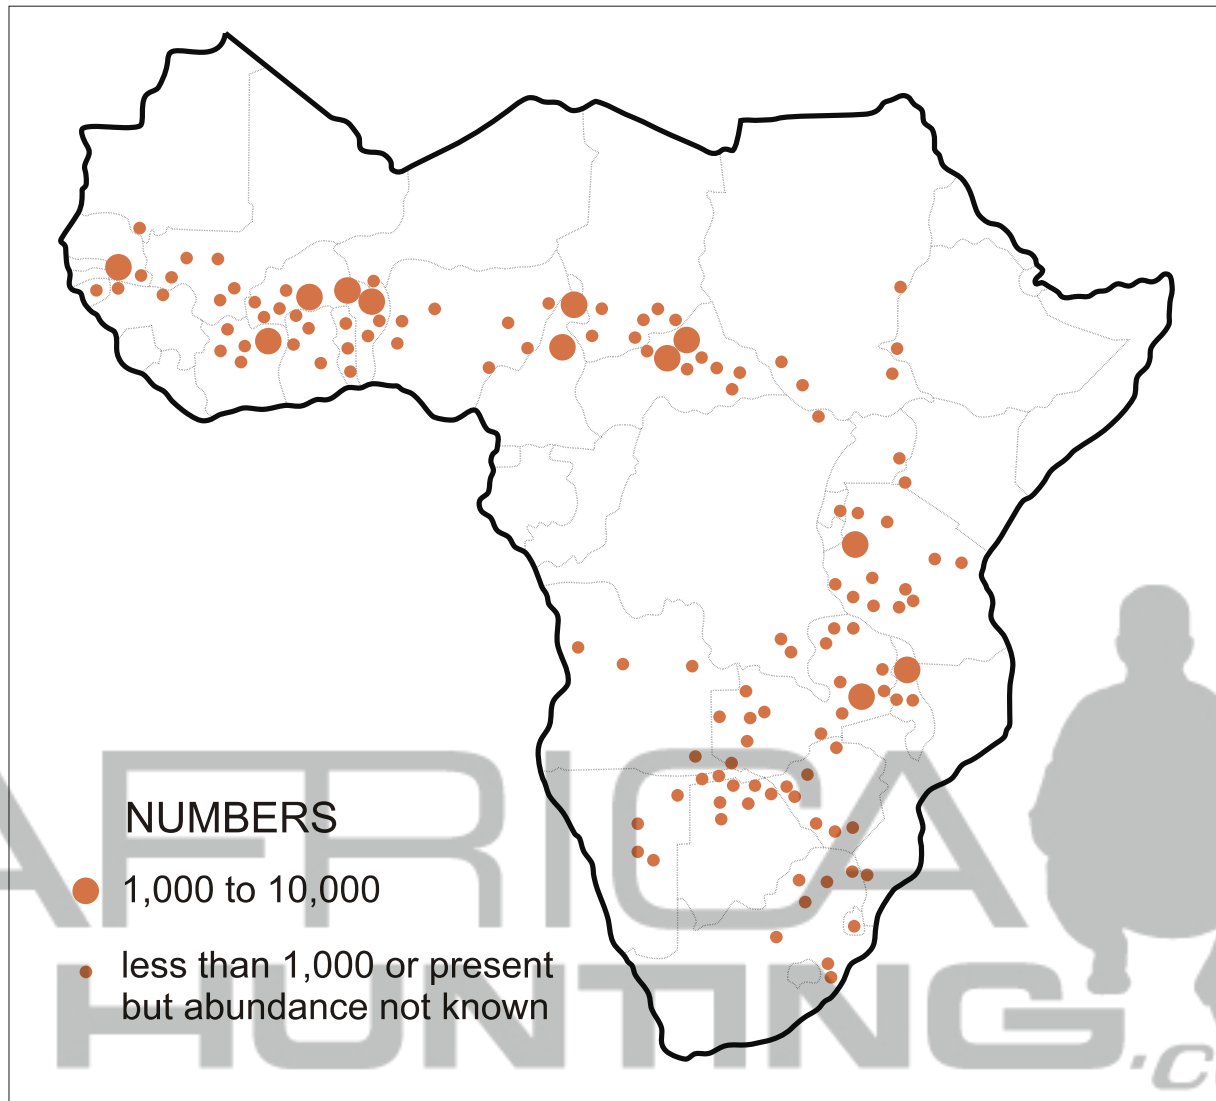 NUMBERS
1,000 to 10,000
less than 1,000 or present
but abundance not known
AFRICA
HUNTING